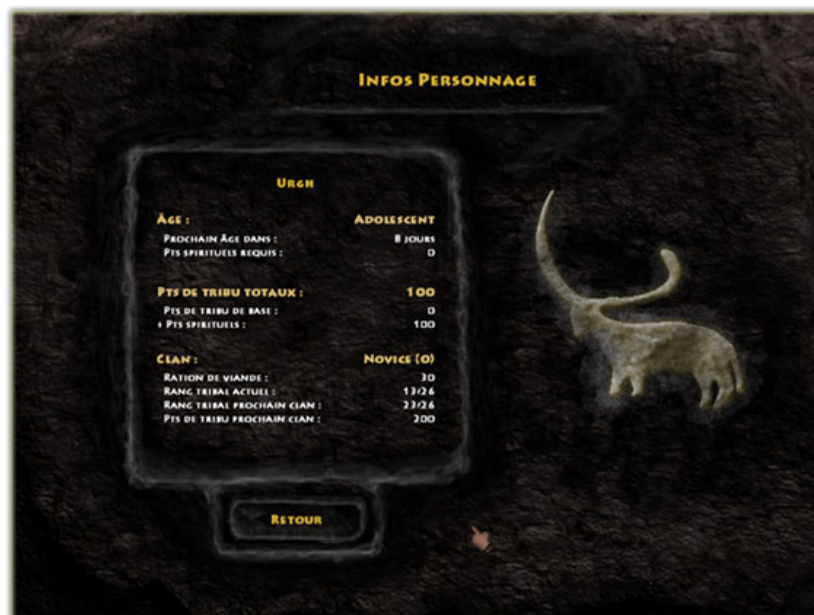 Infos Personnage
Urgh
Âge : Adolescent
Prochain Âge dans : 8 jours
Pts spirituels requis : 0
Pts de tribu totaux : 100
Pts de tribu de base : 0
+ Pts spirituels : 100
Clan : Novice (0)
Ration de viande : 30
Rang tribal actuel : 13/26
Rang tribal prochain clan : 23/26
Pts de tribu prochain clan : 200
Retour